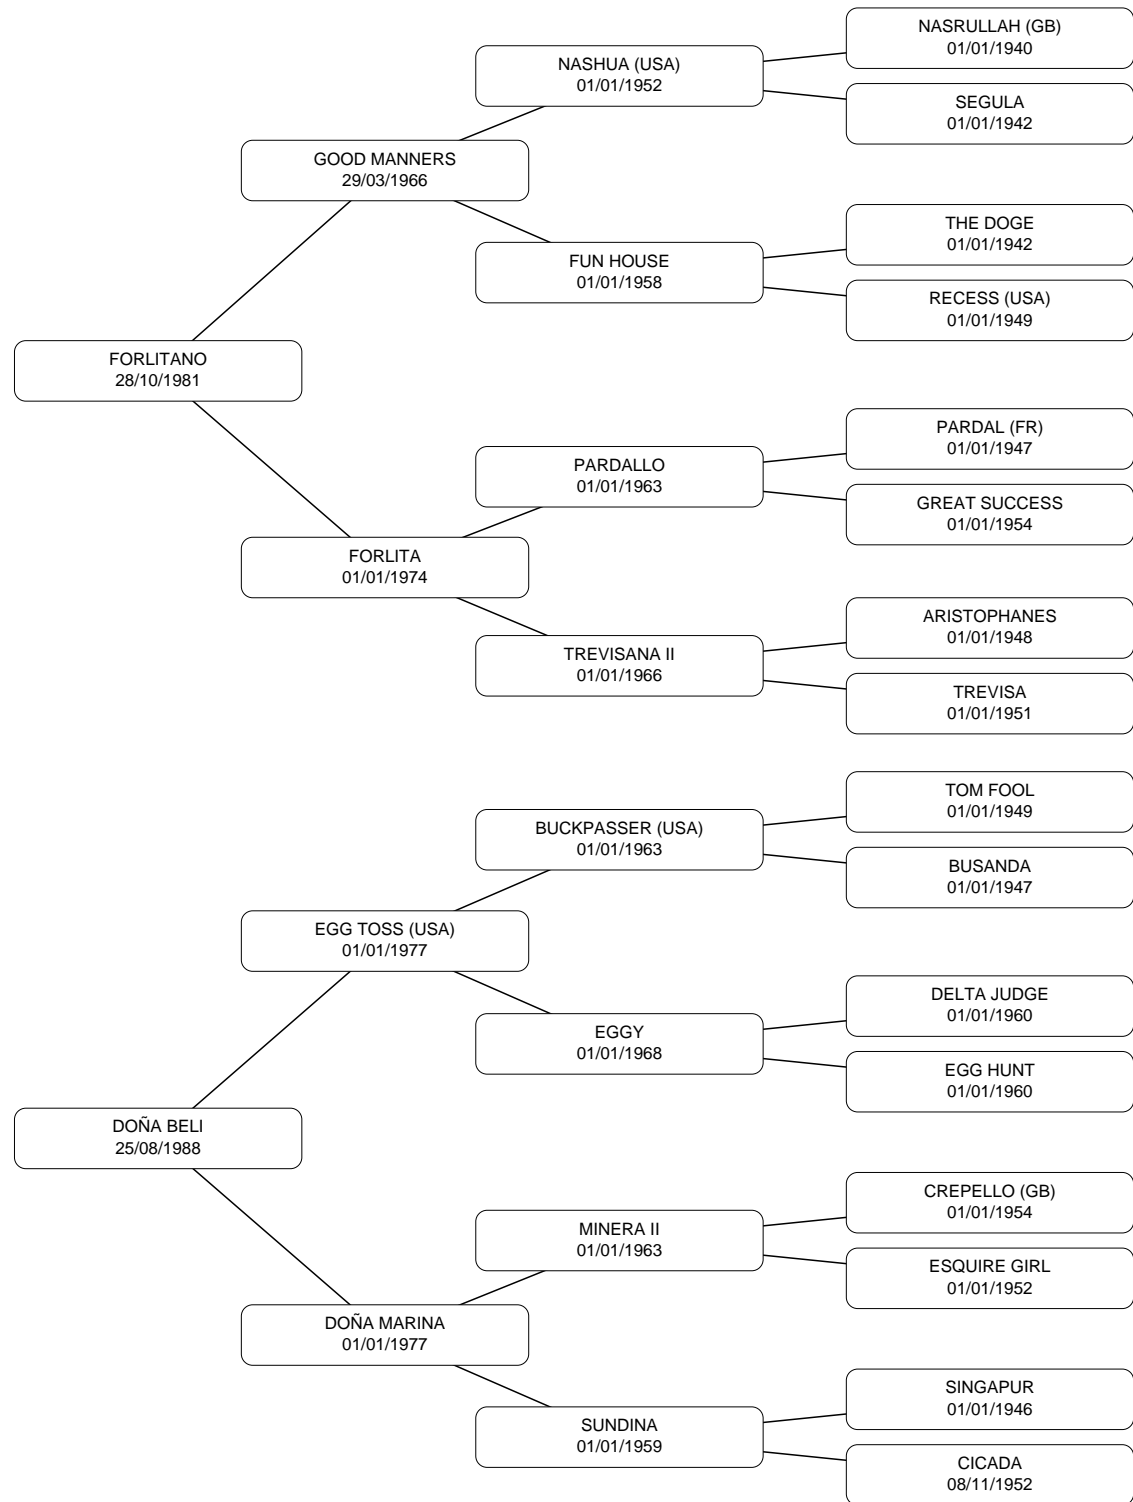 NASRULLAH (GB)
01/01/1940
NASHUA (USA)
01/01/1952
SEGULA
01/01/1942
GOOD MANNERS
29/03/1966
THE DOGE
01/01/1942
FUN HOUSE
01/01/1958
RECESS (USA)
01/01/1949
FORLITANO
28/10/1981
PARDAL (FR)
01/01/1947
PARDALLO
01/01/1963
GREAT SUCCESS
01/01/1954
FORLITA
01/01/1974
ARISTOPHANES
01/01/1948
TREVISANA II
01/01/1966
TREVISA
01/01/1951
TOM FOOL
01/01/1949
BUCKPASSER (USA)
01/01/1963
BUSANDA
01/01/1947
EGG TOSS (USA)
01/01/1977
DELTA JUDGE
01/01/1960
EGGY
01/01/1968
EGG HUNT
01/01/1960
DOÑA BELI
25/08/1988
CREPELLO (GB)
01/01/1954
MINERA II
01/01/1963
ESQUIRE GIRL
01/01/1952
DOÑA MARINA
01/01/1977
SINGAPUR
01/01/1946
SUNDINA
01/01/1959
CICADA
08/11/1952